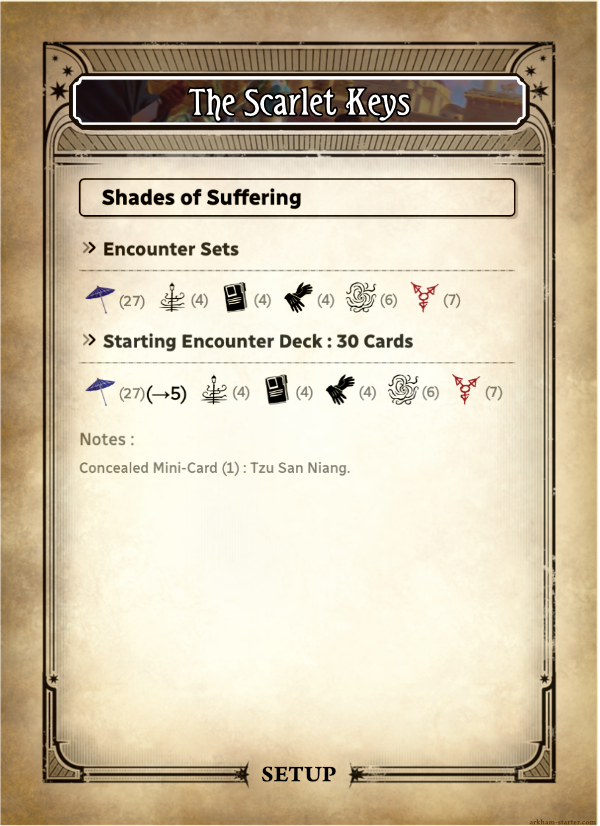 The Scarlet Keys
Shades of Suffering
» Encounter Sets
(27) (4) (4) (4) (6) (7)
» Starting Encounter Deck : 30 Cards
(27)(→5) (4) (4) (4) (6) (7)
Notes :
Concealed Mini-Card (1) : Tzu San Niang.
SETUP
arkham-starter.com